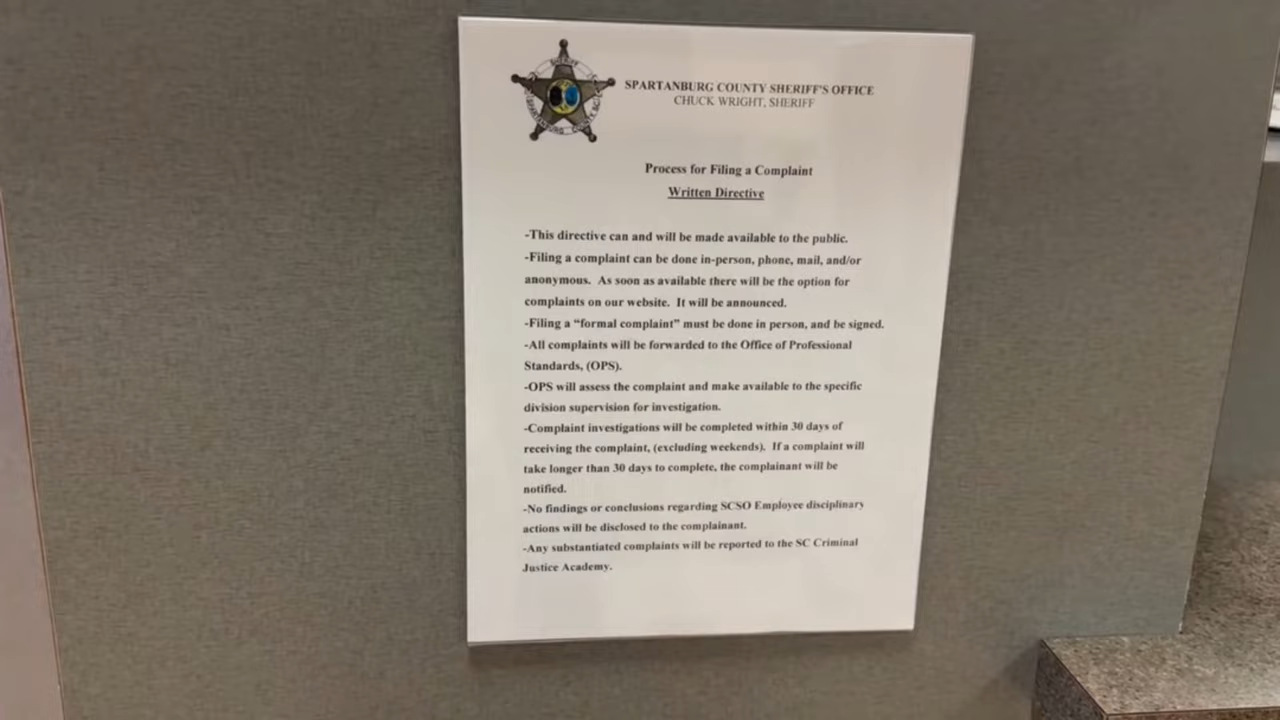 SHERIFF
SPARTANBURG COUNTY SC
SPARTANBURG COUNTY SHERIFF'S OFFICE
CHUCK WRIGHT, SHERIFF
Process for Filing a Complaint
Written Directive
-This directive can and will be made available to the public.
-Filing a complaint can be done in-person, phone, mail, and/or
anonymous. As soon as available there will be the option for
complaints on our website. It will be announced.
-Filing a “formal complaint” must be done in person, and be signed.
-All complaints will be forwarded to the Office of Professional
Standards, (OPS).
-OPS will assess the complaint and make available to the specific
division supervision for investigation.
-Complaint investigations will be completed within 30 days of
receiving the complaint, (excluding weekends). If a complaint will
take longer than 30 days to complete, the complainant will be
notified.
-No findings or conclusions regarding SCSO Employee disciplinary
actions will be disclosed to the complainant.
-Any substantiated complaints will be reported to the SC Criminal
Justice Academy.